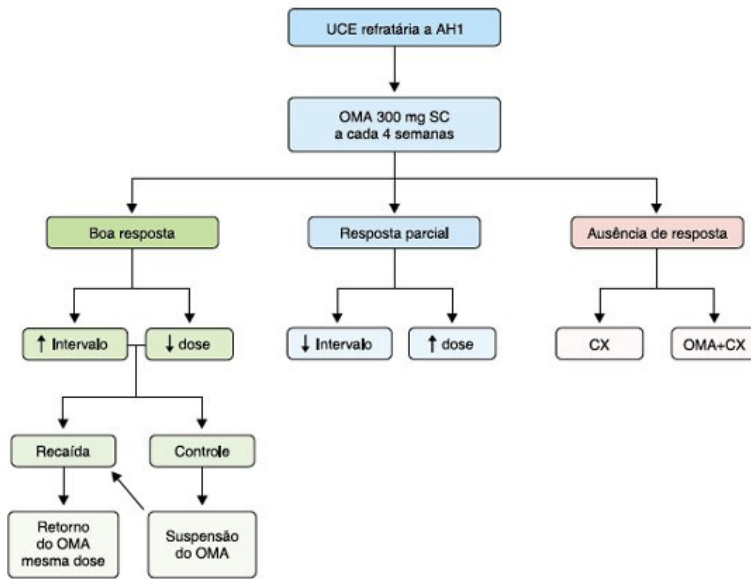 UCE refratária a AH1
OMA 300 mg SC
a cada 4 semanas
Boa resposta
Resposta parcial
Ausência de resposta
↑ Intervalo
↓ dose
↓ Intervalo
↑ dose
CX
OMA+CX
Recaída
Controle
Retorno
do OMA
mesma dose
Suspensão
do OMA